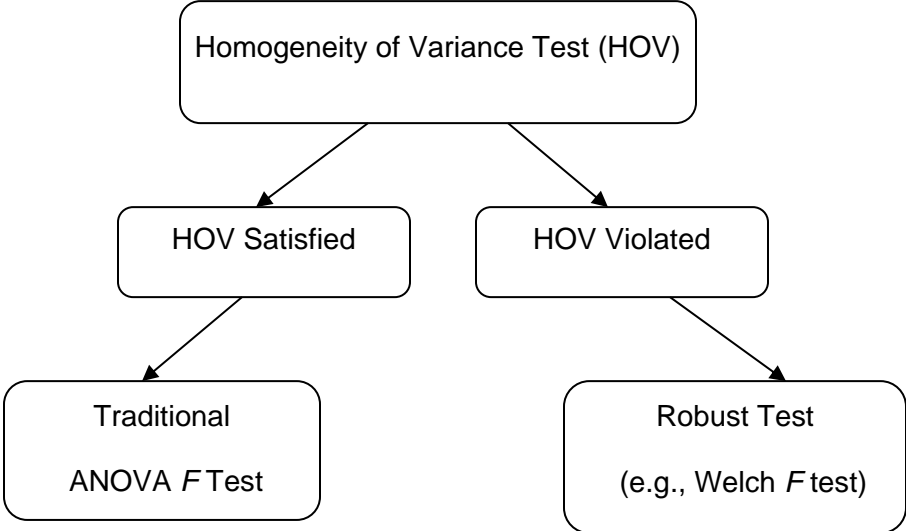 Homogeneity of Variance Test (HOV)
HOV Satisfied
HOV Violated
Traditional
ANOVA F Test
Robust Test
(e.g., Welch F test)